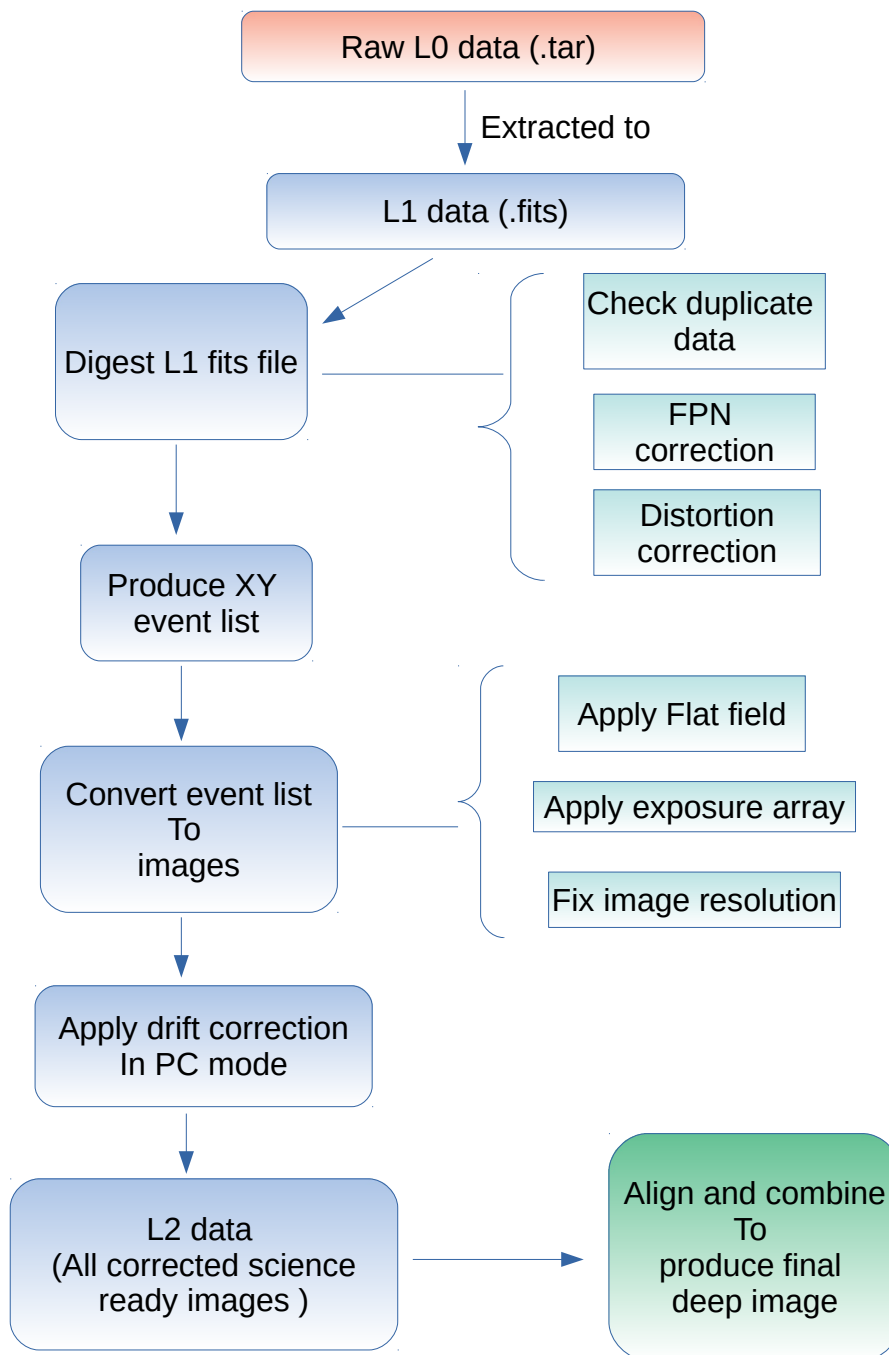 Raw L0 data (.tar)
Extracted to
L1 data (.fits)
Digest L1 fits file
Check duplicate
data
FPN
correction
Distortion
correction
Produce XY
event list
Convert event list
To
images
Apply Flat field
Apply exposure array
Fix image resolution
Apply drift correction
In PC mode
L2 data
(All corrected science
ready images )
Align and combine
To
produce final
deep image